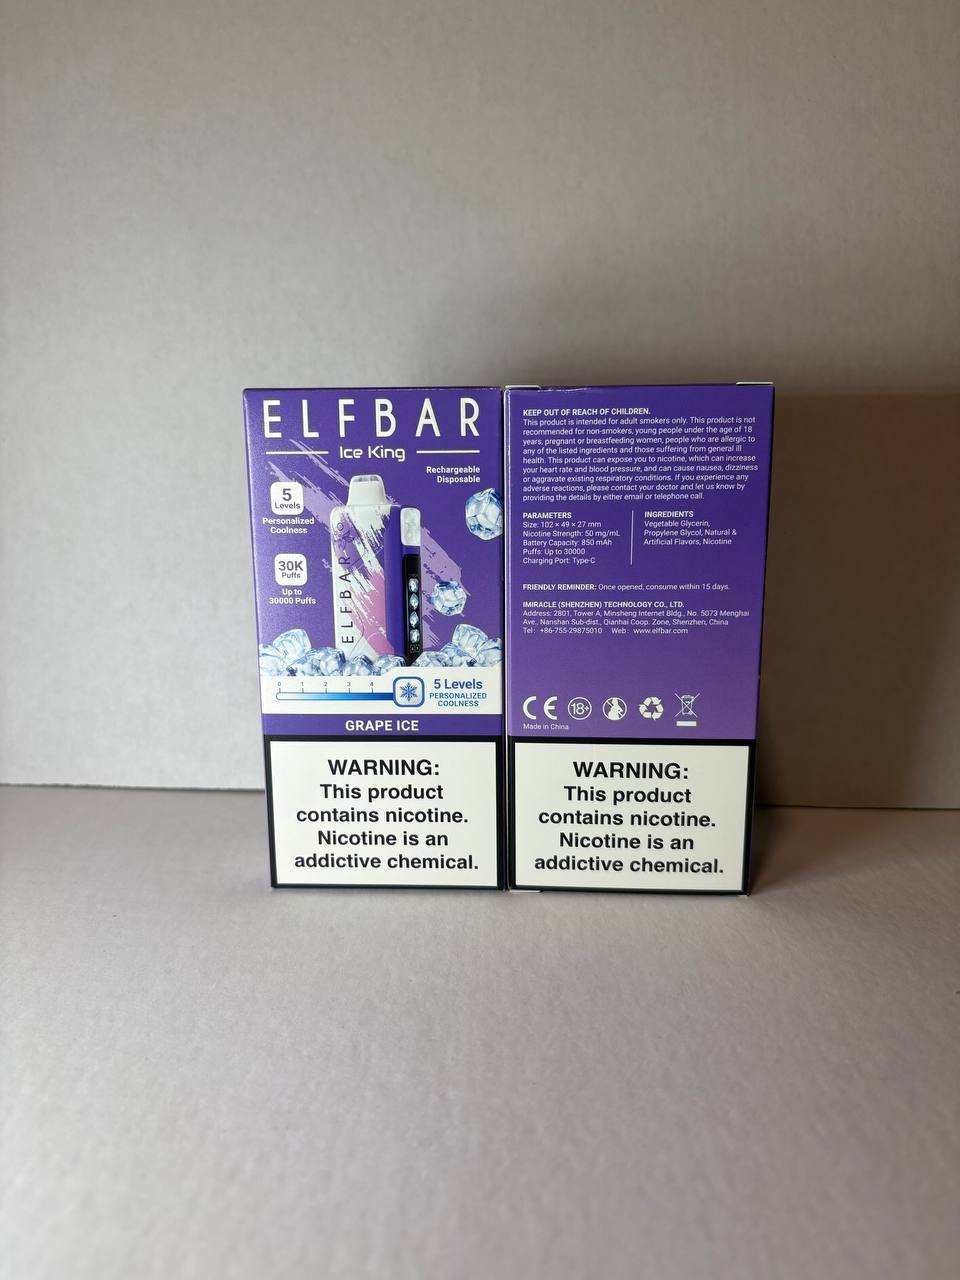 ELFBAR
Ice King
Rechargeable
Disposable
5
Levels
Personalized
Coolness
30K
Puffs
Up to
30000 Puffs
ELFBAR
0 1 2 3 4
5 Levels
PERSONALIZED
COOLNESS
GRAPE ICE
WARNING:
This product
contains nicotine.
Nicotine is an
addictive chemical.
KEEP OUT OF REACH OF CHILDREN.
This product is intended for adult smokers only. This product is not
recommended for non-smokers, young people under the age of 18
years, pregnant or breastfeeding women, people who are allergic to
any of the listed ingredients and those suffering from general ill
health. This product can expose you to nicotine, which can increase
your heart rate and blood pressure, and can cause nausea, dizziness
or aggravate existing respiratory conditions. If you experience any
adverse reactions, please contact your doctor and let us know by
providing the details by either email or telephone call.
PARAMETERS
Size: 102 × 49 × 27 mm
Nicotine Strength: 50 mg/mL
Battery Capacity: 850 mAh
Puffs: Up to 30000
Charging Port: Type-C
INGREDIENTS
Vegetable Glycerin,
Propylene Glycol, Natural &
Artificial Flavors, Nicotine
FRIENDLY REMINDER: Once opened, consume within 15 days.
IMIRACLE (SHENZHEN) TECHNOLOGY CO., LTD.
Address: 2801, Tower A, Minsheng Internet Bldg., No. 5073 Menghai
Ave., Nanshan Sub-dist., Qianhai Coop. Zone, Shenzhen, China
Tel: +86-755-29875010 Web: www.elfbar.com
CE 18+
Made in China
WARNING:
This product
contains nicotine.
Nicotine is an
addictive chemical.